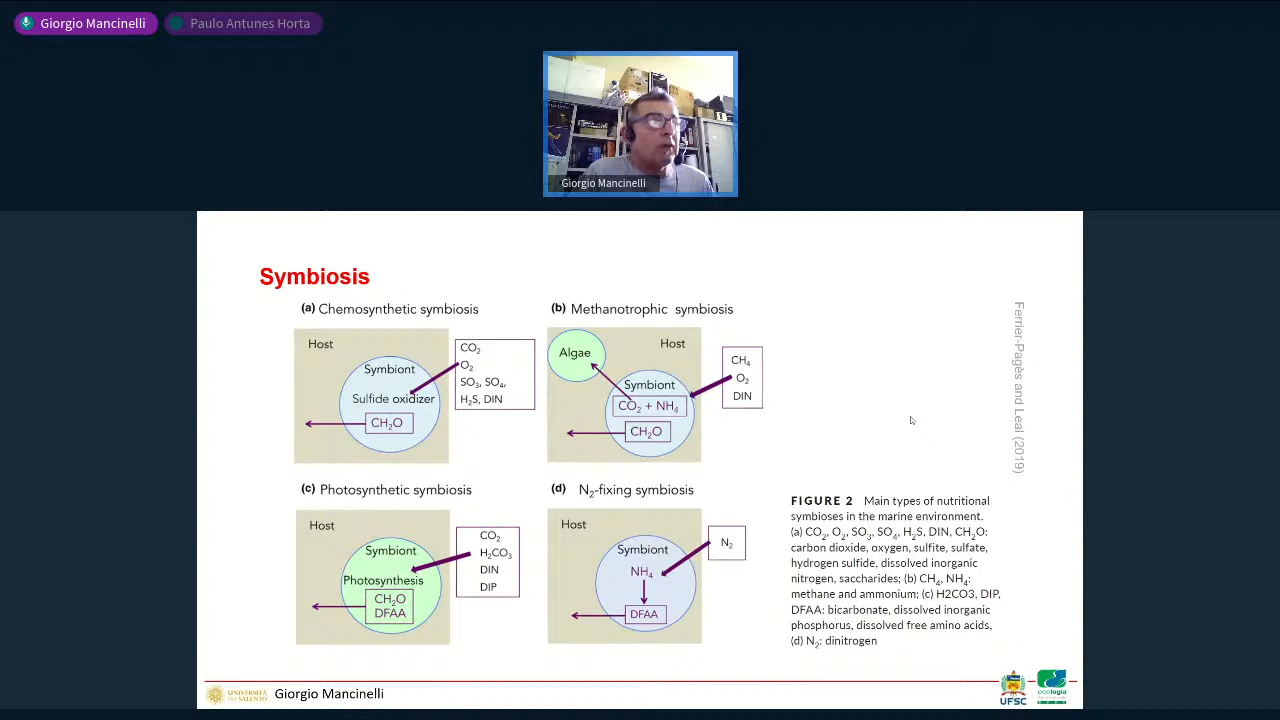 Giorgio Mancinelli
Paulo Antunes Horta
Giorgio Mancinelli
Symbiosis
(a) Chemosynthetic symbiosis
Host
Symbiont
Sulfide oxidizer
CH₂O
CO₂
O₂
SO₃, SO₄,
H₂S, DIN
(b) Methanotrophic symbiosis
Algae
Host
Symbiont
CO₂ + NH₄
CH₂O
CH₄
O₂
DIN
(c) Photosynthetic symbiosis
Host
Symbiont
Photosynthesis
CH₂O
DFAA
CO₂
H₂CO₃
DIN
DIP
(d) N₂-fixing symbiosis
Host
Symbiont
NH₄
DFAA
N₂
Ferrier-Pagès and Leal (2019)
FIGURE 2 Main types of nutritional
symbioses in the marine environment.
(a) CO₂, O₂, SO₃, SO₄, H₂S, DIN, CH₂O:
carbon dioxide, oxygen, sulfite, sulfate,
hydrogen sulfide, dissolved inorganic
nitrogen, saccharides; (b) CH₄, NH₄:
methane and ammonium; (c) H2CO3, DIP,
DFAA: bicarbonate, dissolved inorganic
phosphorus, dissolved free amino acids,
(d) N₂: dinitrogen
UNIVERSITÀ
DEL SALENTO
Giorgio Mancinelli
UFSC
ecologia